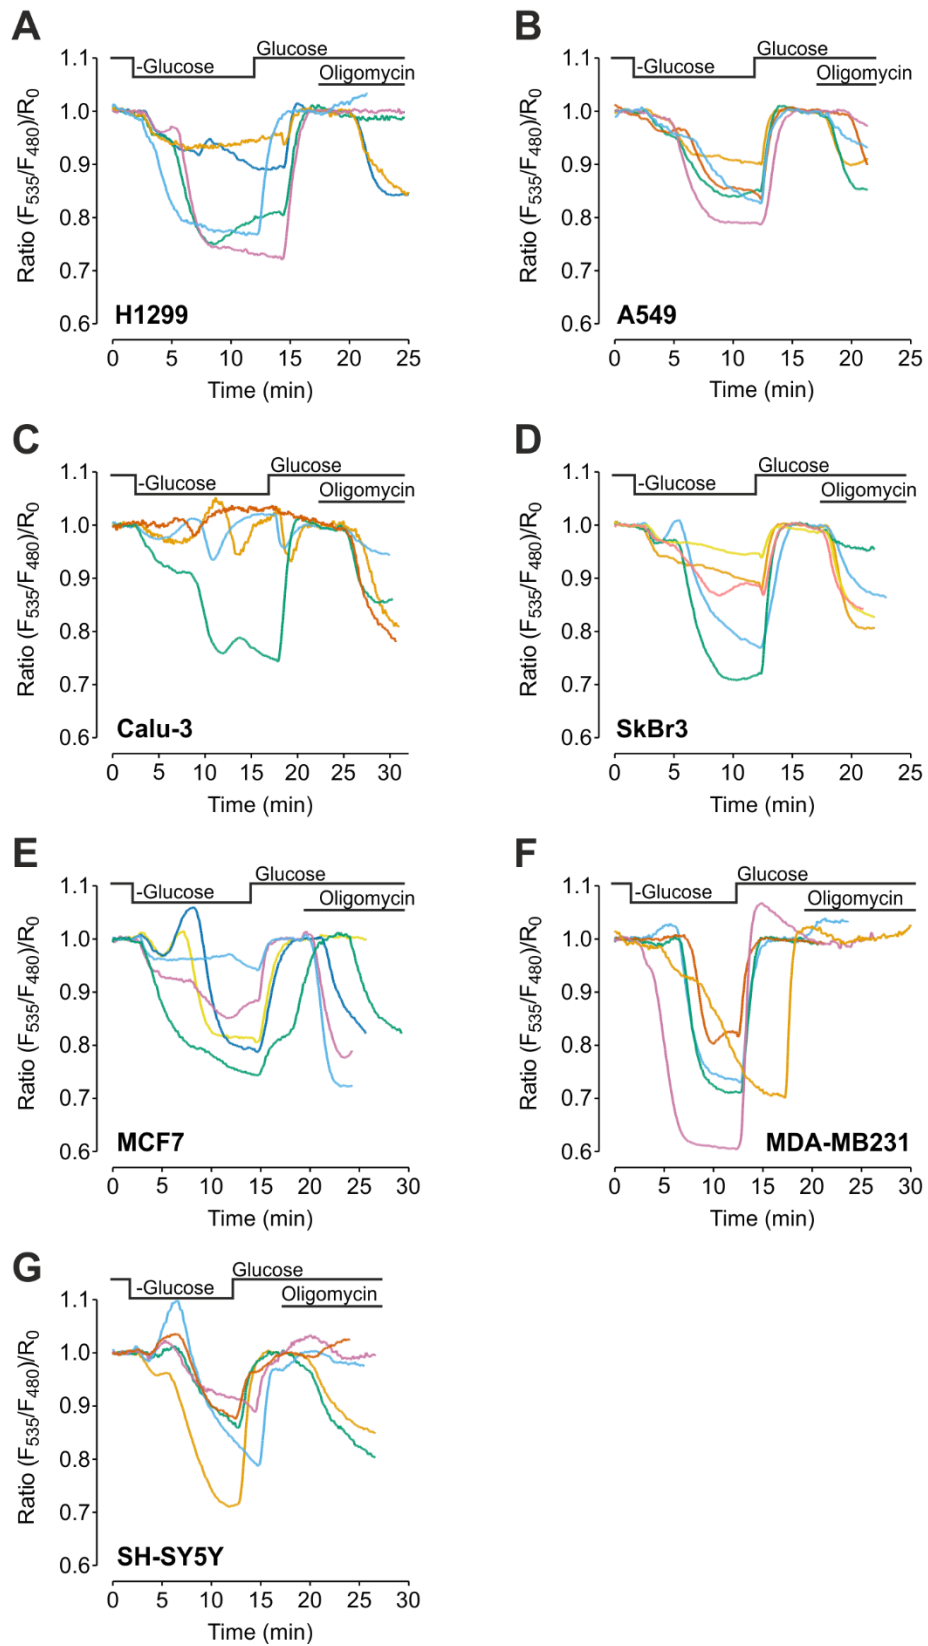 A
Glucose
-Glucose
Oligomycin
1.1
1.0
0.9
0.8
0.7
0.6
Ratio (F535/F480)/R0
H1299
0 5 10 15 20 25
Time (min)
B
Glucose
-Glucose
Oligomycin
1.1
1.0
0.9
0.8
0.7
0.6
Ratio (F535/F480)/R0
A549
0 5 10 15 20 25
Time (min)
C
Glucose
-Glucose
Oligomycin
1.1
1.0
0.9
0.8
0.7
0.6
Ratio (F535/F480)/R0
Calu-3
0 5 10 15 20 25 30
Time (min)
D
Glucose
-Glucose
Oligomycin
1.1
1.0
0.9
0.8
0.7
0.6
Ratio (F535/F480)/R0
SkBr3
0 5 10 15 20 25
Time (min)
E
Glucose
-Glucose
Oligomycin
1.1
1.0
0.9
0.8
0.7
0.6
Ratio (F535/F480)/R0
MCF7
0 5 10 15 20 25 30
Time (min)
F
Glucose
-Glucose
Oligomycin
1.1
1.0
0.9
0.8
0.7
0.6
Ratio (F535/F480)/R0
MDA-MB231
0 5 10 15 20 25 30
Time (min)
G
Glucose
-Glucose
Oligomycin
1.1
1.0
0.9
0.8
0.7
0.6
Ratio (F535/F480)/R0
SH-SY5Y
0 5 10 15 20 25 30
Time (min)